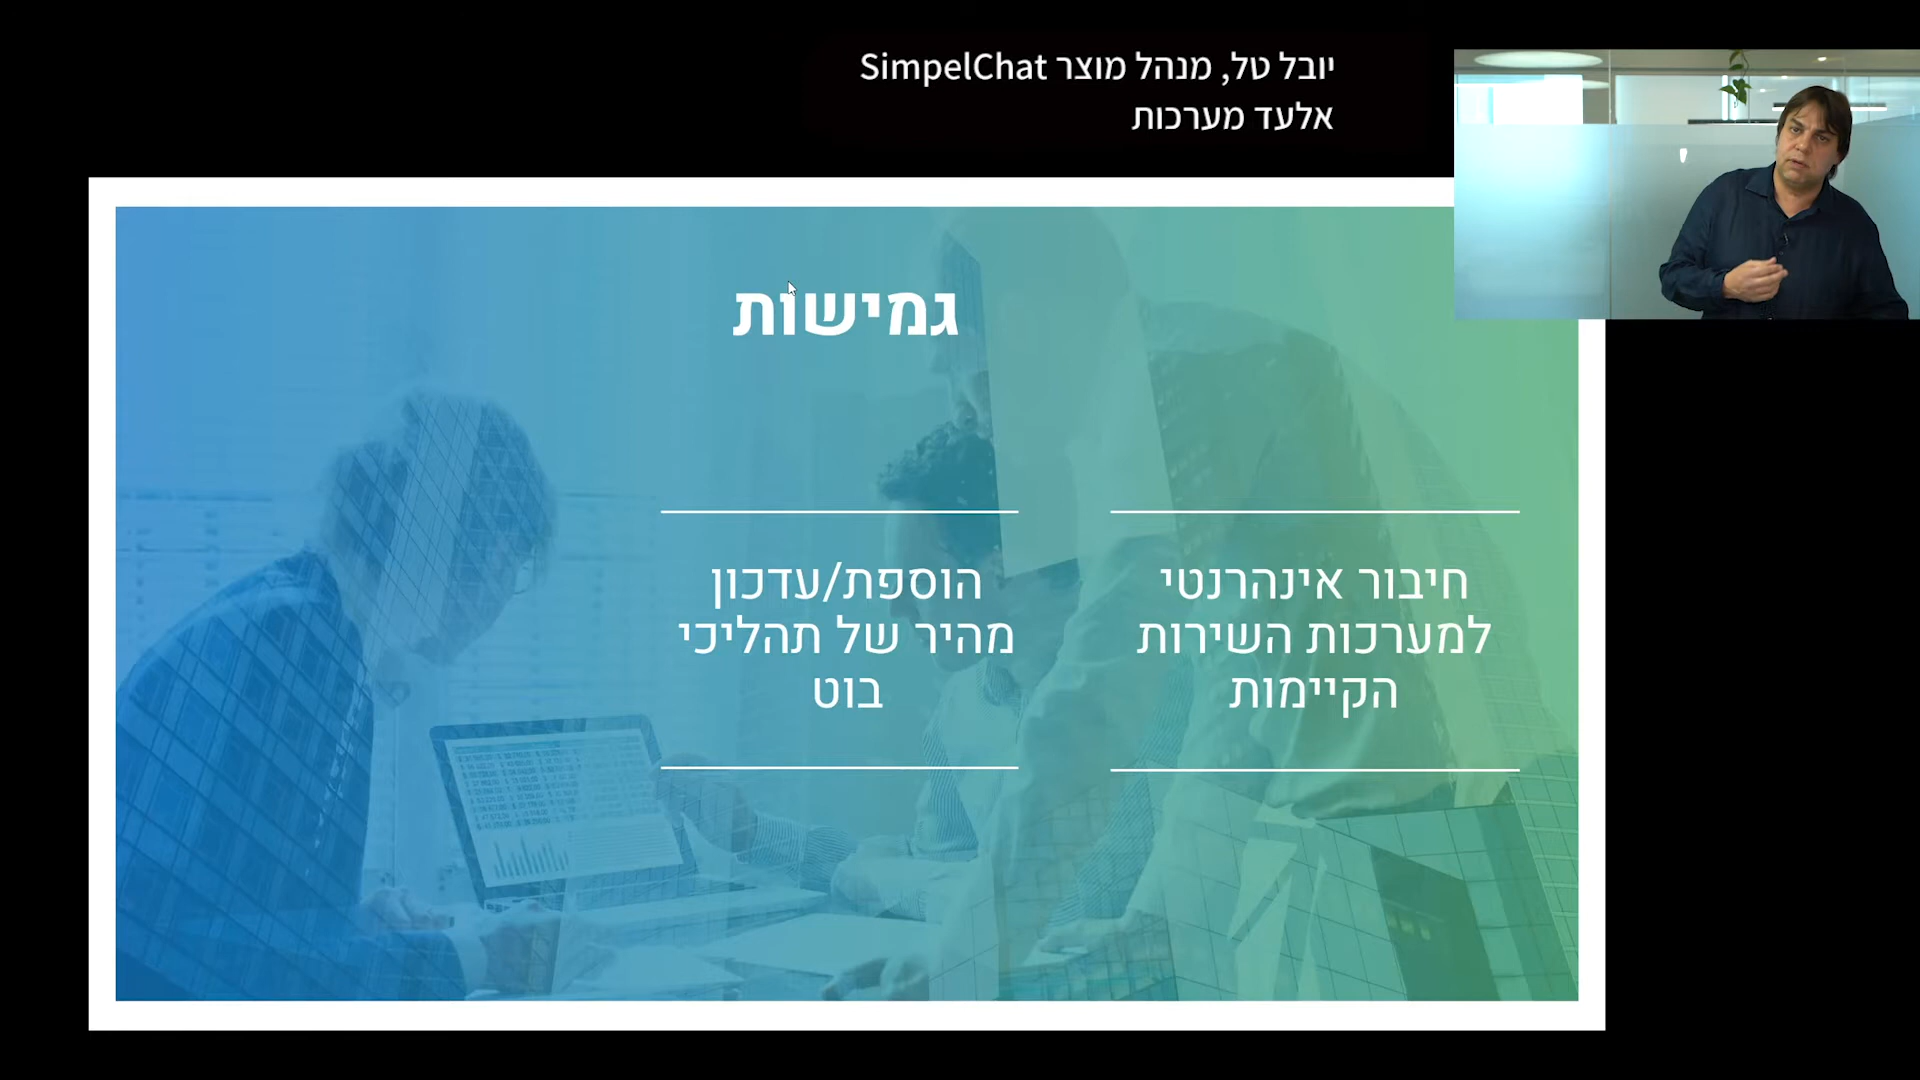 יובל טל, מנהל מוצר SimpelChat
אלעד מערכות
גמישות
חיבור אינהרנטי
למערכות השירות
הקיימות
הוספת/עדכון
מהיר של תהליכי
בוט